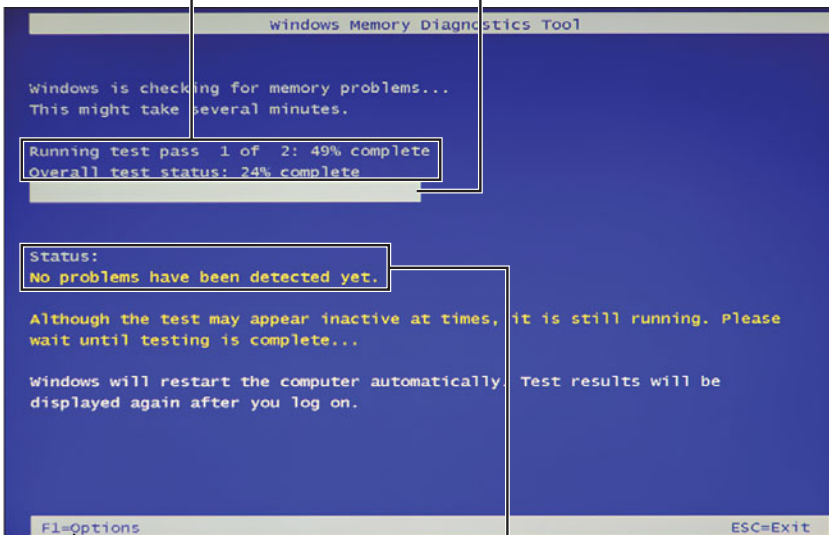 Windows Memory Diagnostics Tool
Windows is checking for memory problems...
This might take several minutes.
Running test pass  1 of  2: 49% complete
Overall test status: 24% complete
Status:
No problems have been detected yet.
Although the test may appear inactive at times, it is still running. Please
wait until testing is complete...
Windows will restart the computer automatically. Test results will be
displayed again after you log on.
F1=Options
ESC=Exit